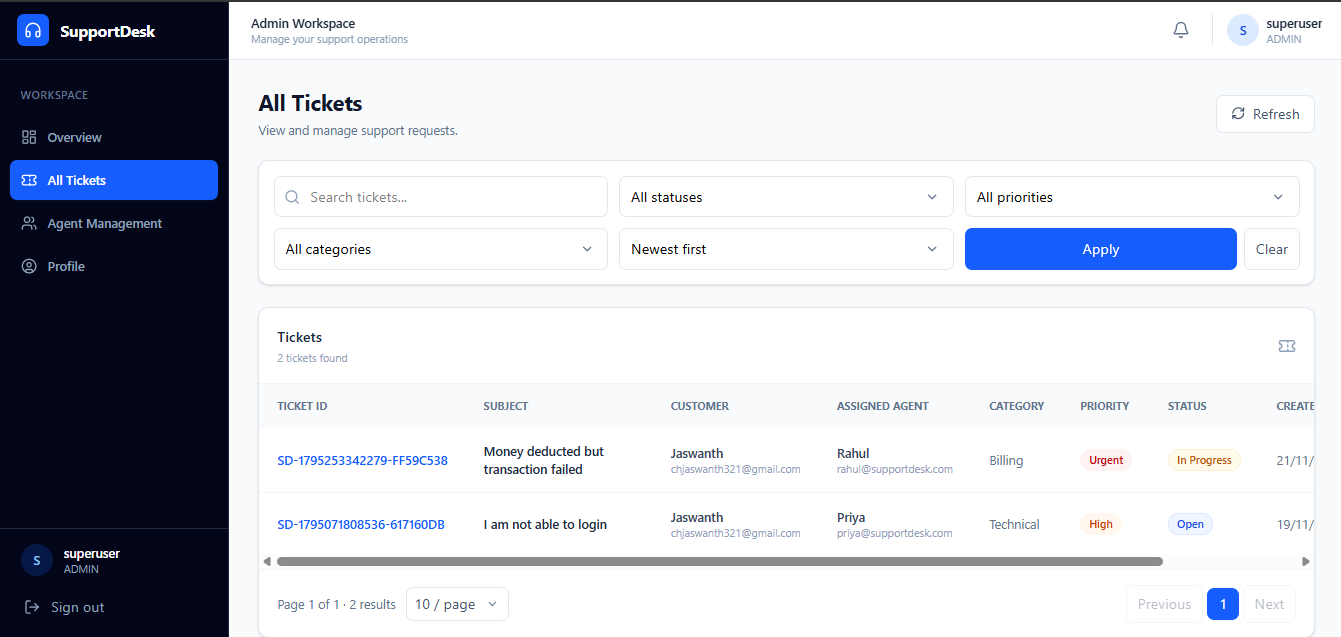 SupportDesk
Admin Workspace
Manage your support operations
S
superuser
ADMIN
WORKSPACE
Overview
All Tickets
Agent Management
Profile
All Tickets
View and manage support requests.
Refresh
Search tickets...
All statuses
All priorities
All categories
Newest first
Apply
Clear
Tickets
2 tickets found
TICKET ID SUBJECT CUSTOMER ASSIGNED AGENT CATEGORY PRIORITY STATUS CREATE
SD-1795253342279-FF59C538
Money deducted but
transaction failed
Jaswanth
chjaswanth321@gmail.com
Rahul
rahul@supportdesk.com
Billing
Urgent
In Progress
21/11/
SD-1795071808536-617160DB
I am not able to login
Jaswanth
chjaswanth321@gmail.com
Priya
priya@supportdesk.com
Technical
High
Open
19/11/
Page 1 of 1 · 2 results
10 / page
Previous
1
Next
S
superuser
ADMIN
Sign out